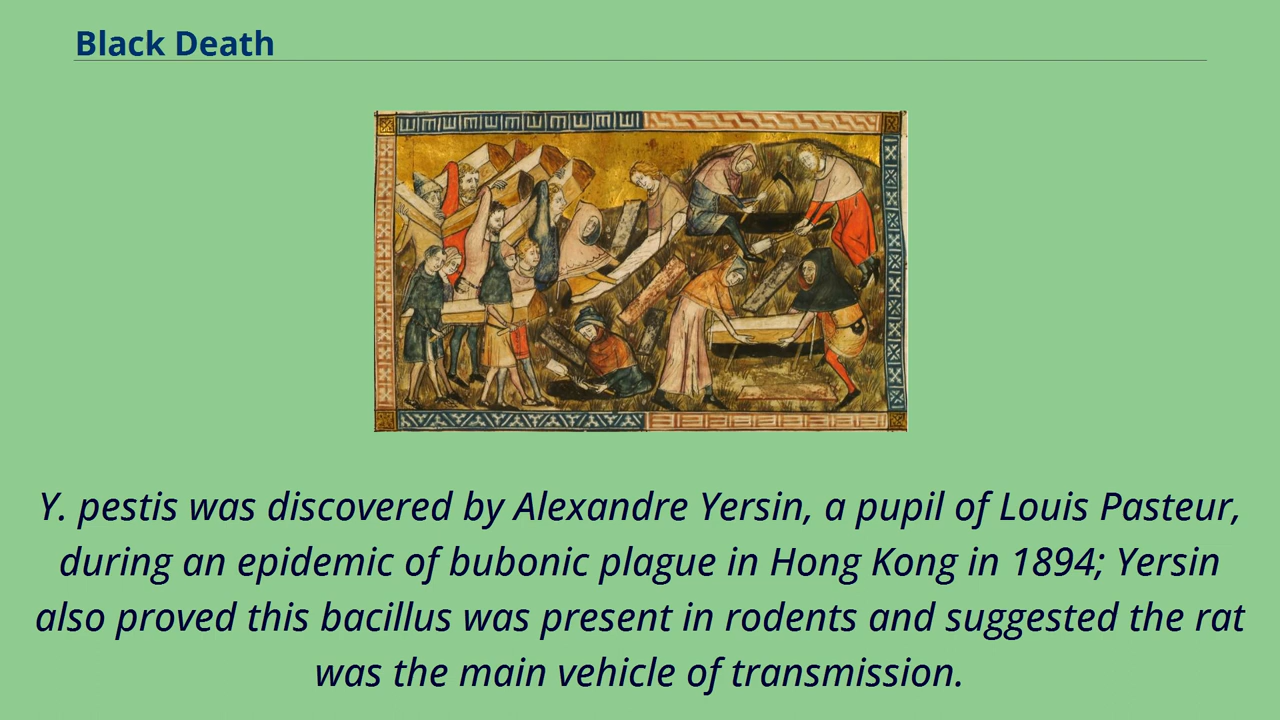 Black Death
Y. pestis was discovered by Alexandre Yersin, a pupil of Louis Pasteur,
during an epidemic of bubonic plague in Hong Kong in 1894; Yersin
also proved this bacillus was present in rodents and suggested the rat
was the main vehicle of transmission.